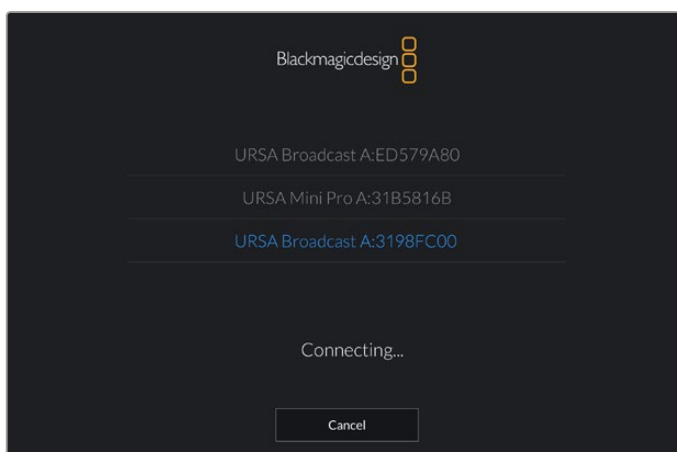 Blackmagicdesign
URSA Broadcast A:ED579A80
URSA Mini Pro A:31B5816B
URSA Broadcast A:3198FC00
Connecting...
Cancel